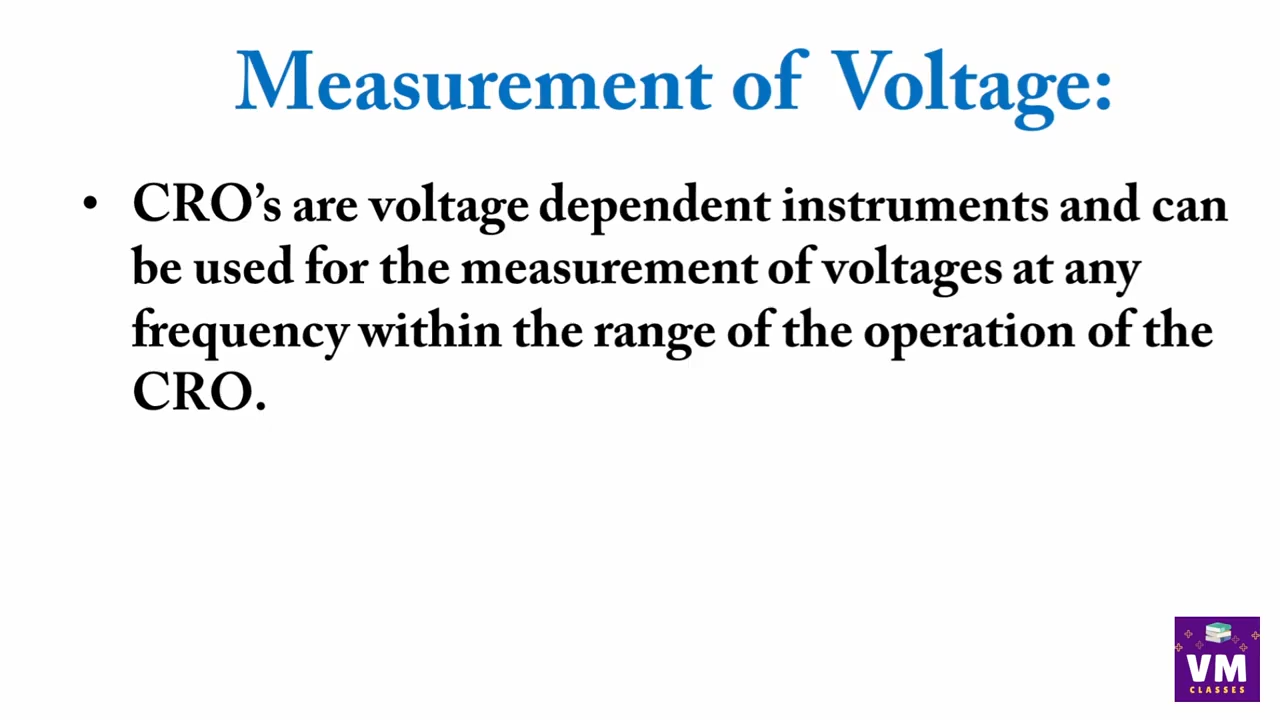 Measurement of Voltage:
• CRO’s are voltage dependent instruments and can
be used for the measurement of voltages at any
frequency within the range of the operation of the
CRO.
VM
CLASSES